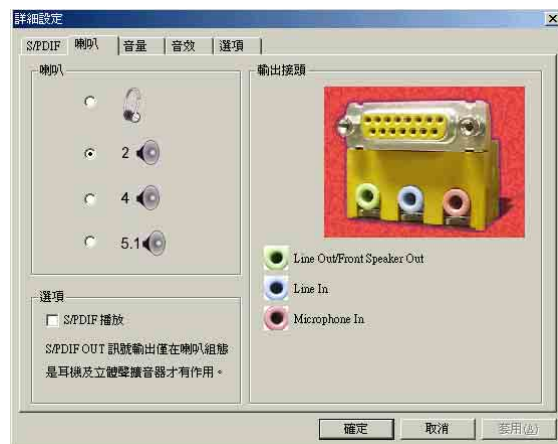 詳細設定
S/PDIF 喇叭 音量 音效 選項
喇叭
2
4
5.1
選項
S/PDIF 播放
S/PDIF OUT 訊號輸出僅在喇叭組態
是耳機及立體聲擴音器才有作用。
輸出接頭
Line Out/Front Speaker Out
Line In
Microphone In
確定 取消 套用(A)